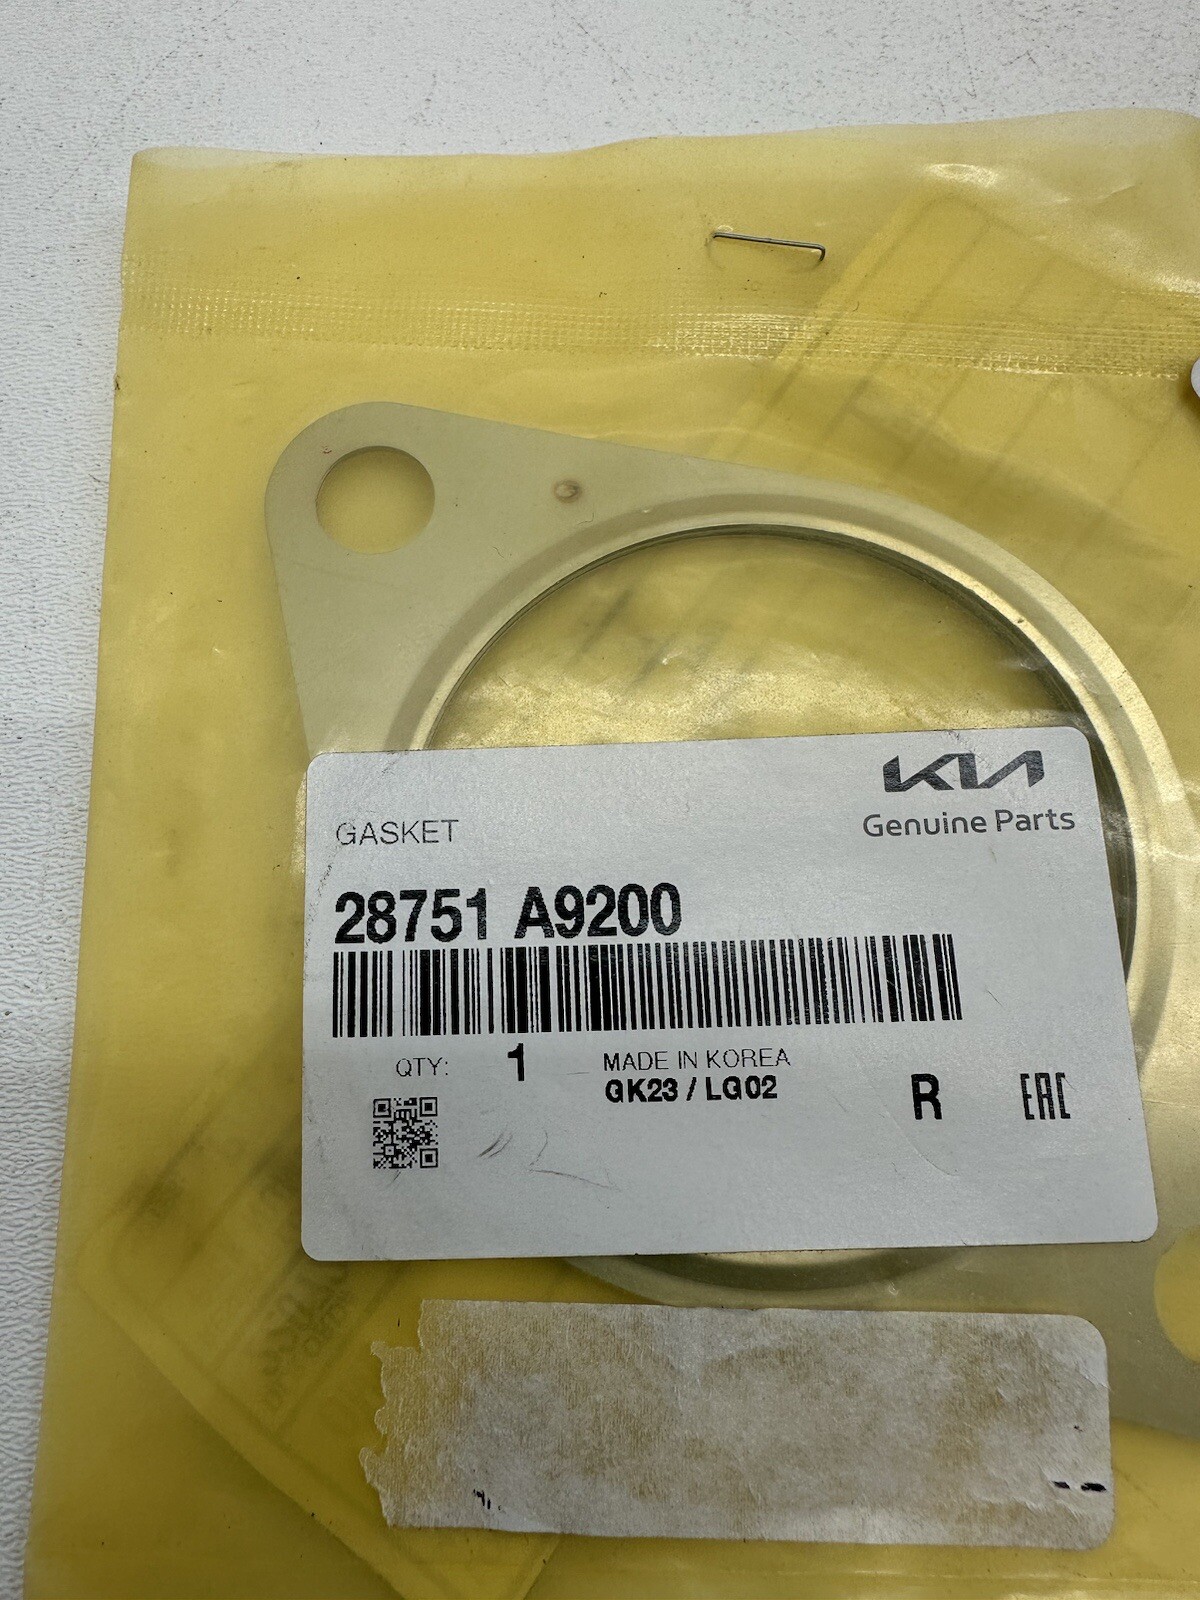 KIA
Genuine Parts
GASKET
28751 A9200
QTY: 1
MADE IN KOREA
GK23 / LG02
R
EAC